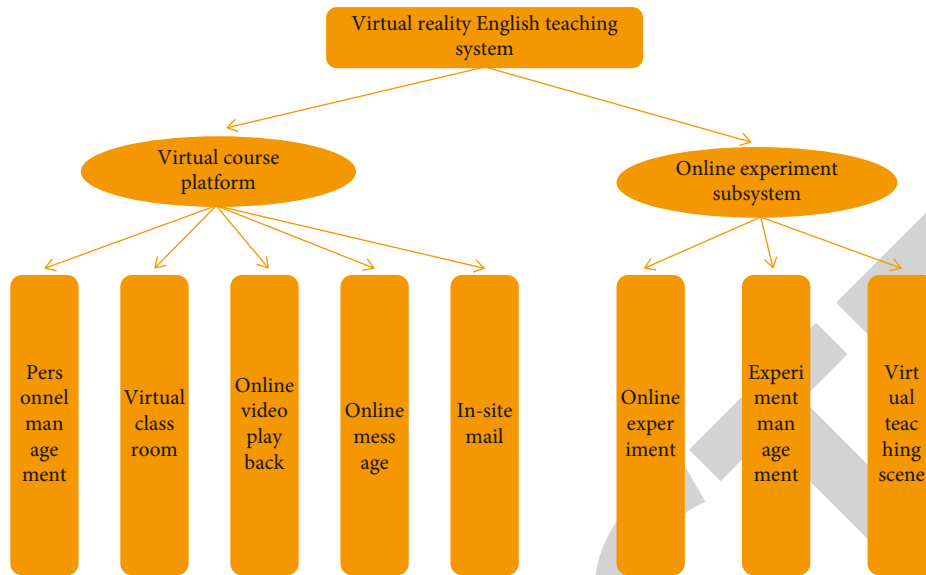 Virtual reality English teaching
system
Virtual course
platform
Online experiment
subsystem
Pers
onnel
man
age
ment
Virtual
class
room
Online
video
play
back
Online
mess
age
In-site
mail
Online
exper
iment
Experi
ment
man
age
ment
Virt
ual
teac
hing
scene